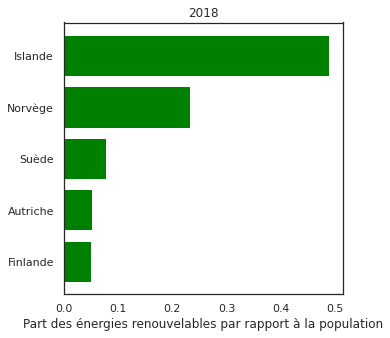 2018
Islande
Norvège
Suède
Autriche
Finlande
0.0 0.1 0.2 0.3 0.4 0.5
Part des énergies renouvelables par rapport à la population